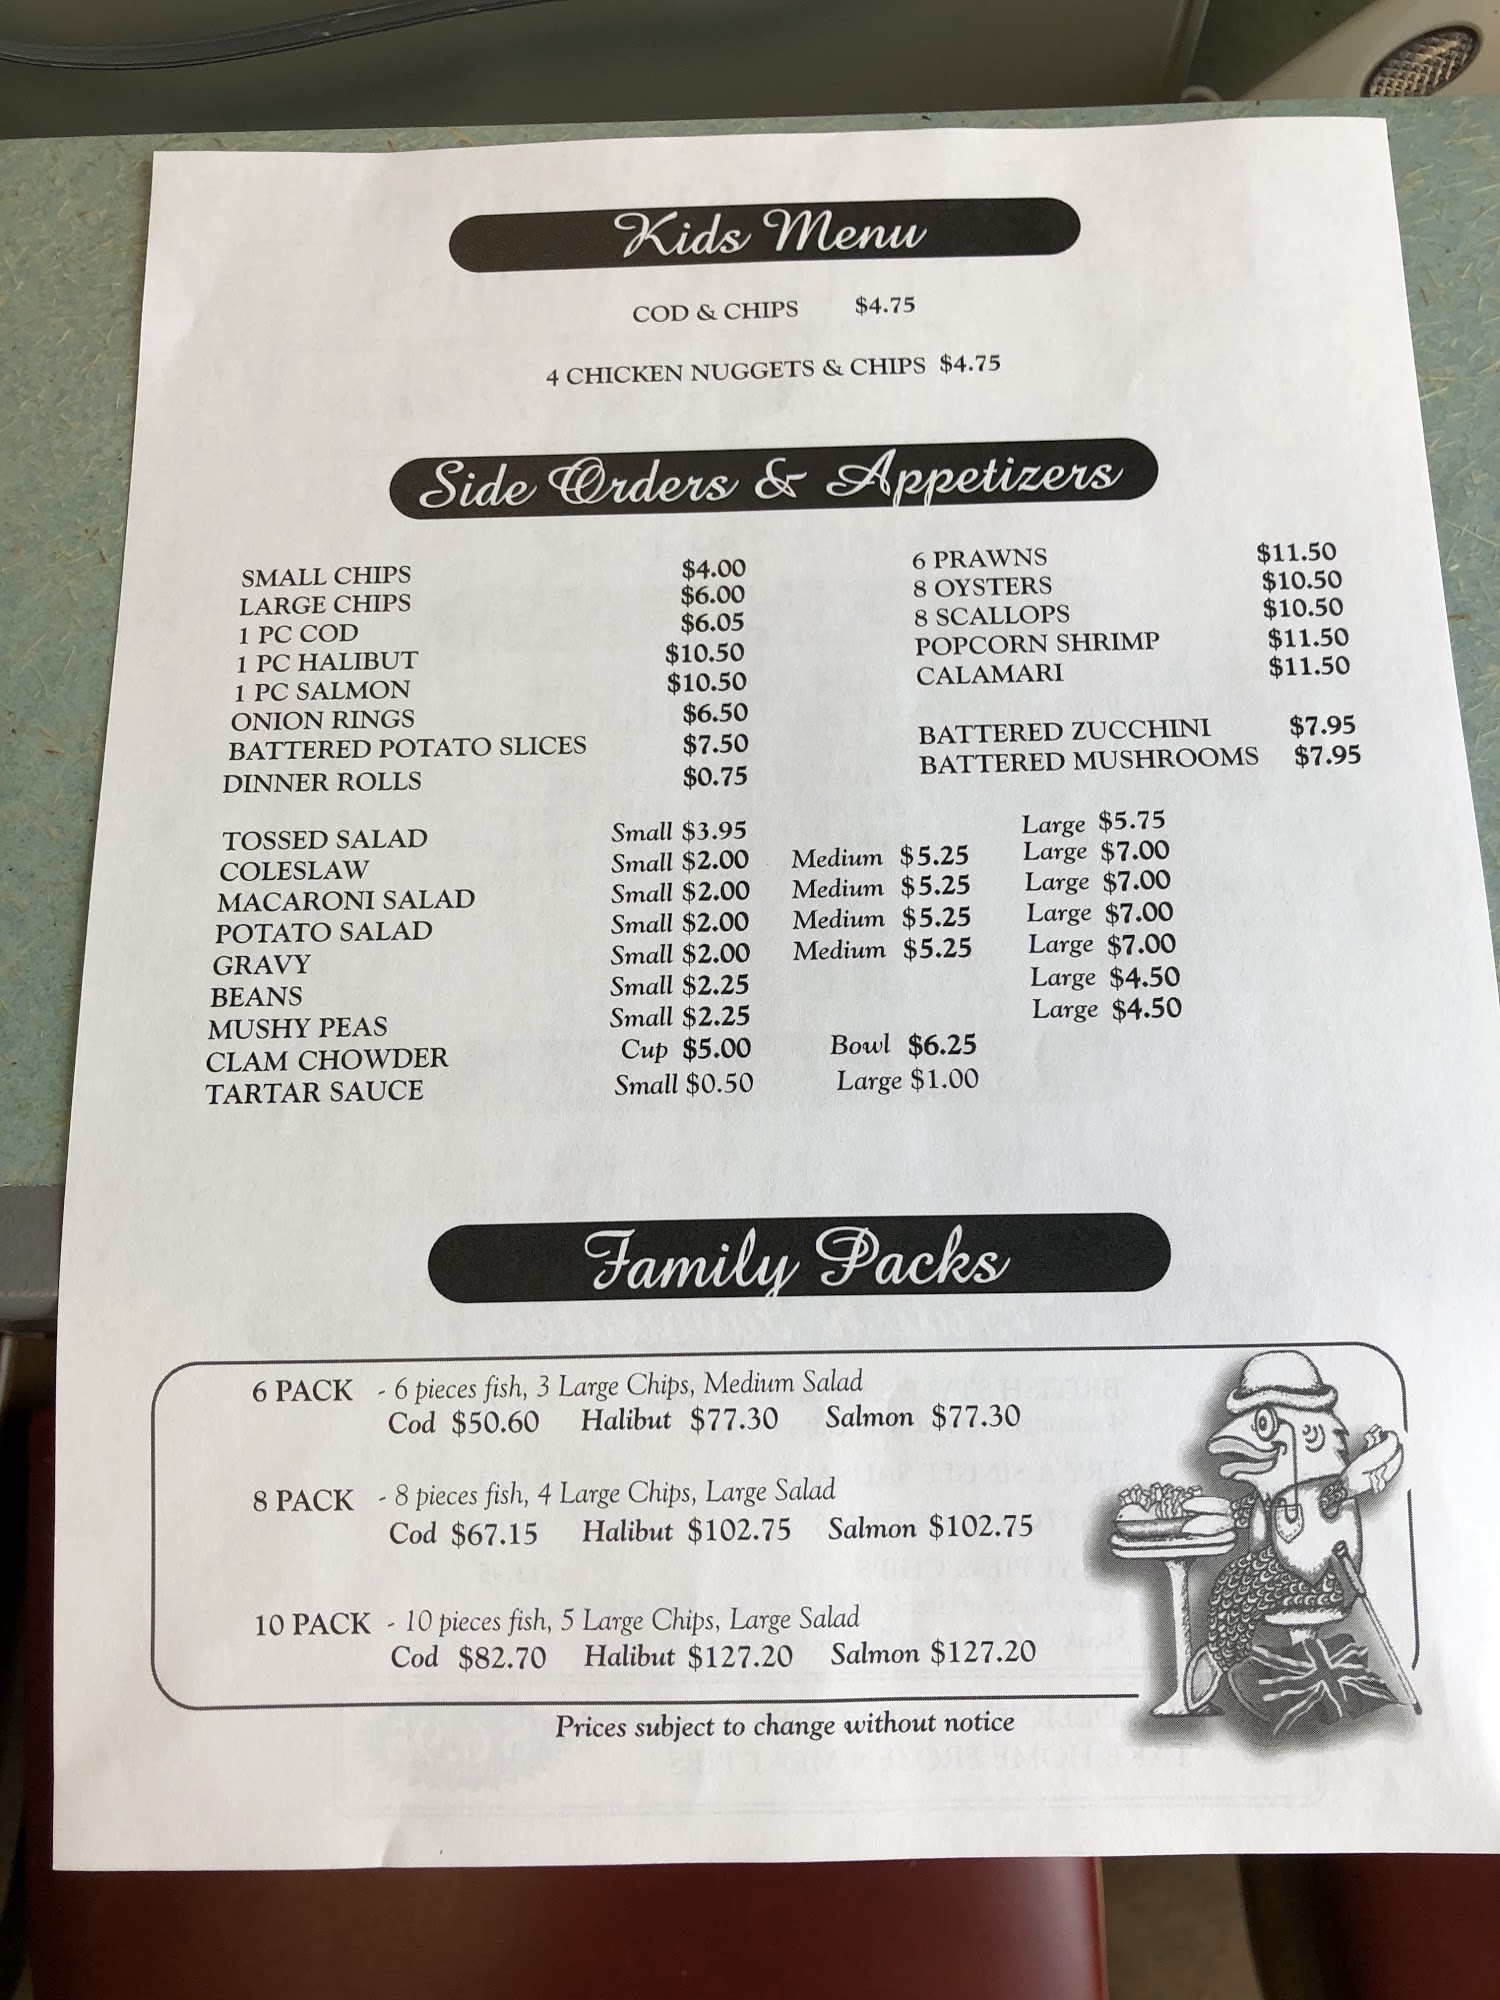 Kids Menu
COD & CHIPS $4.75
4 CHICKEN NUGGETS & CHIPS $4.75
Side Orders & Appetizers
SMALL CHIPS $4.00
LARGE CHIPS $6.00
1 PC COD $6.05
1 PC HALIBUT $10.50
1 PC SALMON $10.50
ONION RINGS $6.50
BATTERED POTATO SLICES $7.50
DINNER ROLLS $0.75
6 PRAWNS $11.50
8 OYSTERS $10.50
8 SCALLOPS $10.50
POPCORN SHRIMP $11.50
CALAMARI $11.50
BATTERED ZUCCHINI $7.95
BATTERED MUSHROOMS $7.95
TOSSED SALAD Small $3.95 Large $5.75
COLESLAW Small $2.00 Medium $5.25 Large $7.00
MACARONI SALAD Small $2.00 Medium $5.25 Large $7.00
POTATO SALAD Small $2.00 Medium $5.25 Large $7.00
GRAVY Small $2.00 Medium $5.25 Large $7.00
BEANS Small $2.25 Large $4.50
MUSHY PEAS Small $2.25 Large $4.50
CLAM CHOWDER Cup $5.00 Bowl $6.25
TARTAR SAUCE Small $0.50 Large $1.00
Family Packs
6 PACK - 6 pieces fish, 3 Large Chips, Medium Salad
Cod $50.60 Halibut $77.30 Salmon $77.30
8 PACK - 8 pieces fish, 4 Large Chips, Large Salad
Cod $67.15 Halibut $102.75 Salmon $102.75
10 PACK - 10 pieces fish, 5 Large Chips, Large Salad
Cod $82.70 Halibut $127.20 Salmon $127.20
Prices subject to change without notice